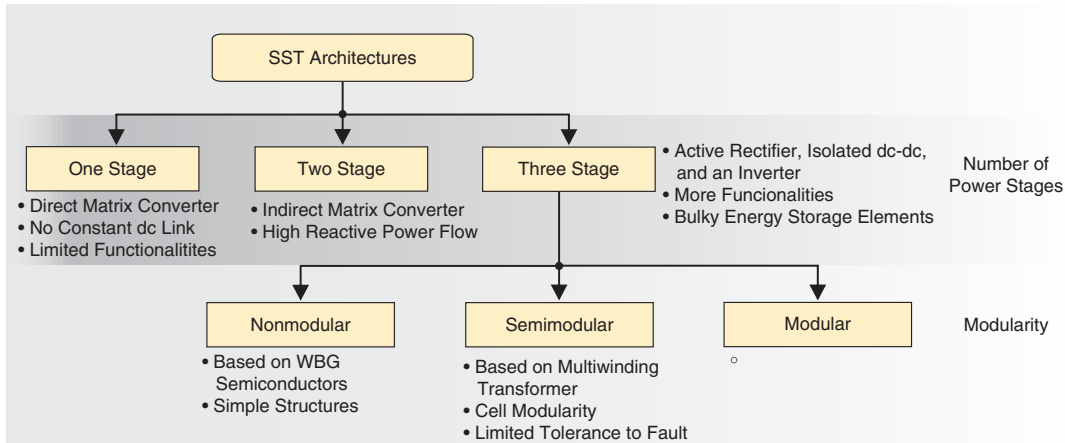 SST Architectures
One Stage
Two Stage
Three Stage
• Active Rectifier, Isolated dc-dc,
and an Inverter
• More Funcionalities
• Bulky Energy Storage Elements
Number of
Power Stages
• Direct Matrix Converter
• No Constant dc Link
• Limited Functionalitites
• Indirect Matrix Converter
• High Reactive Power Flow
Nonmodular
Semimodular
Modular
Modularity
• Based on WBG
Semiconductors
• Simple Structures
• Based on Multiwinding
Transformer
• Cell Modularity
• Limited Tolerance to Fault